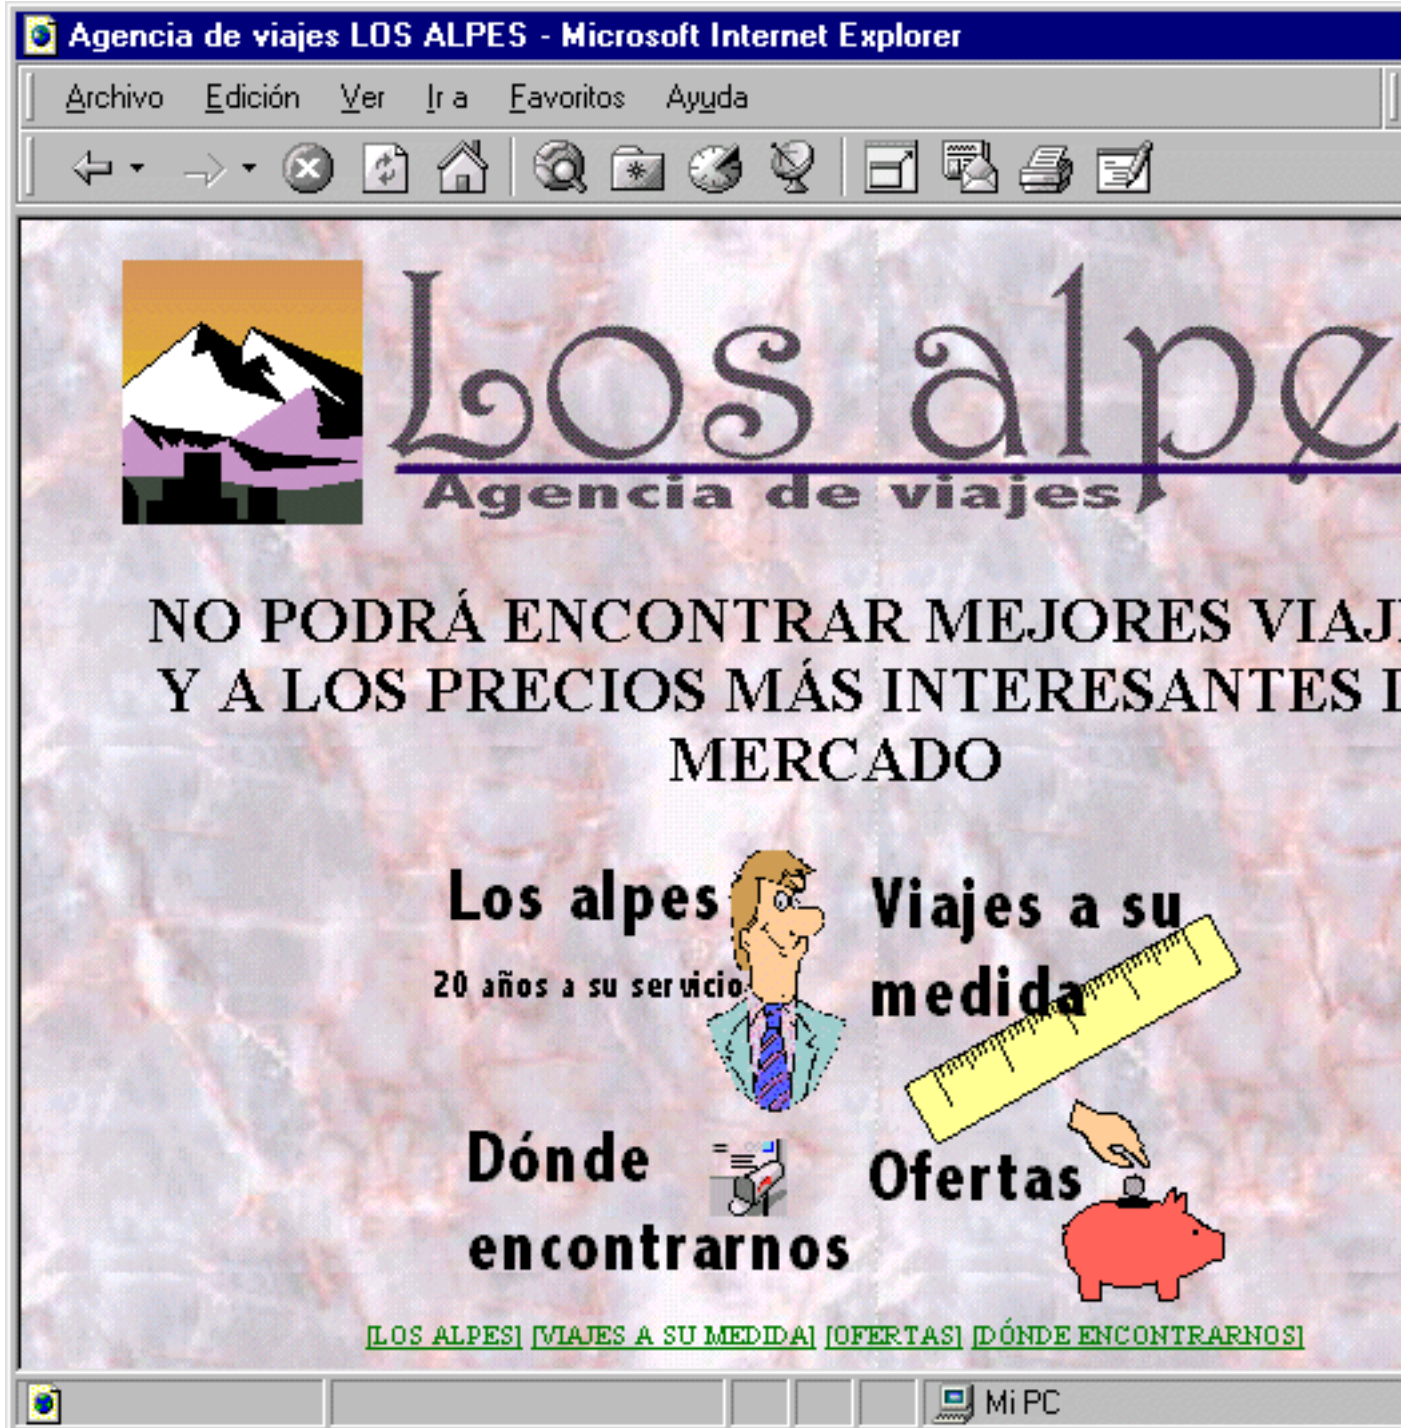 Agencia de viajes LOS ALPES - Microsoft Internet Explorer
Archivo Edición Ver Ir a Favoritos Ayuda
Los alpe
Agencia de viajes
NO PODRÁ ENCONTRAR MEJORES VIAJ
Y A LOS PRECIOS MÁS INTERESANTES
MERCADO
Los alpes
20 años a su servicio
Viajes a su
medida
Dónde
encontrarnos
Ofertas
[LOS ALPES] [VIAJES A SU MEDIDA] [OFERTAS] [DÓNDE ENCONTRARNOS]
Mi PC